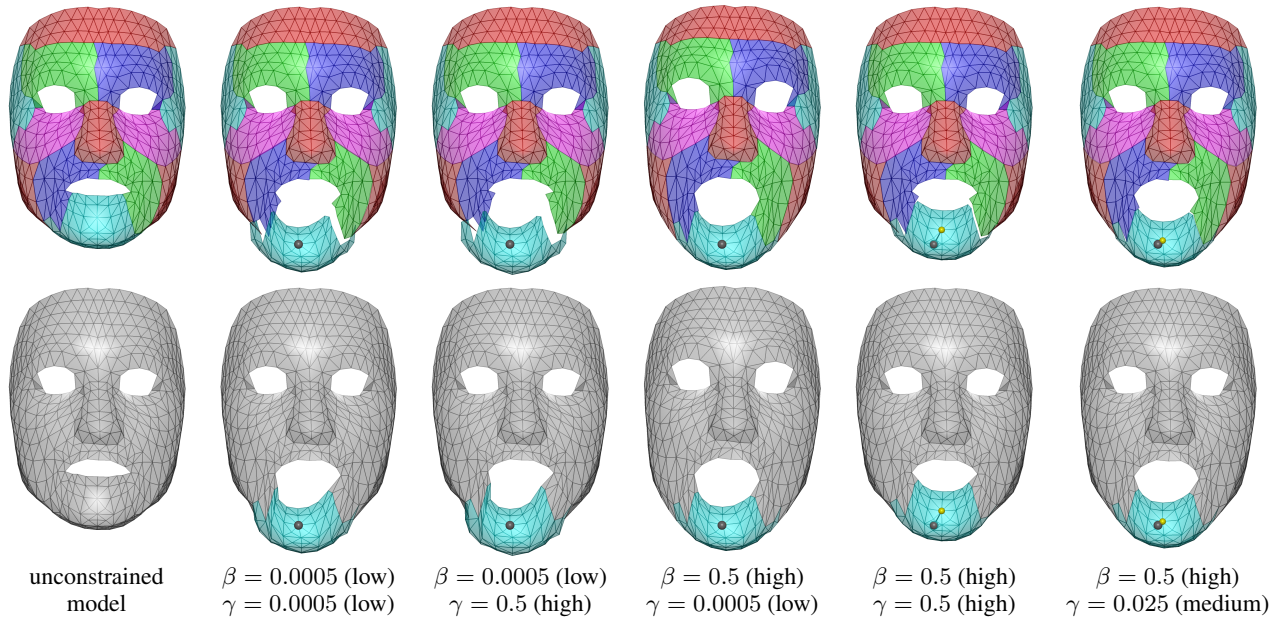 unconstrained
model
β = 0.0005 (low)
γ = 0.0005 (low)
β = 0.0005 (low)
γ = 0.5 (high)
β = 0.5 (high)
γ = 0.0005 (low)
β = 0.5 (high)
γ = 0.5 (high)
β = 0.5 (high)
γ = 0.025 (medium)